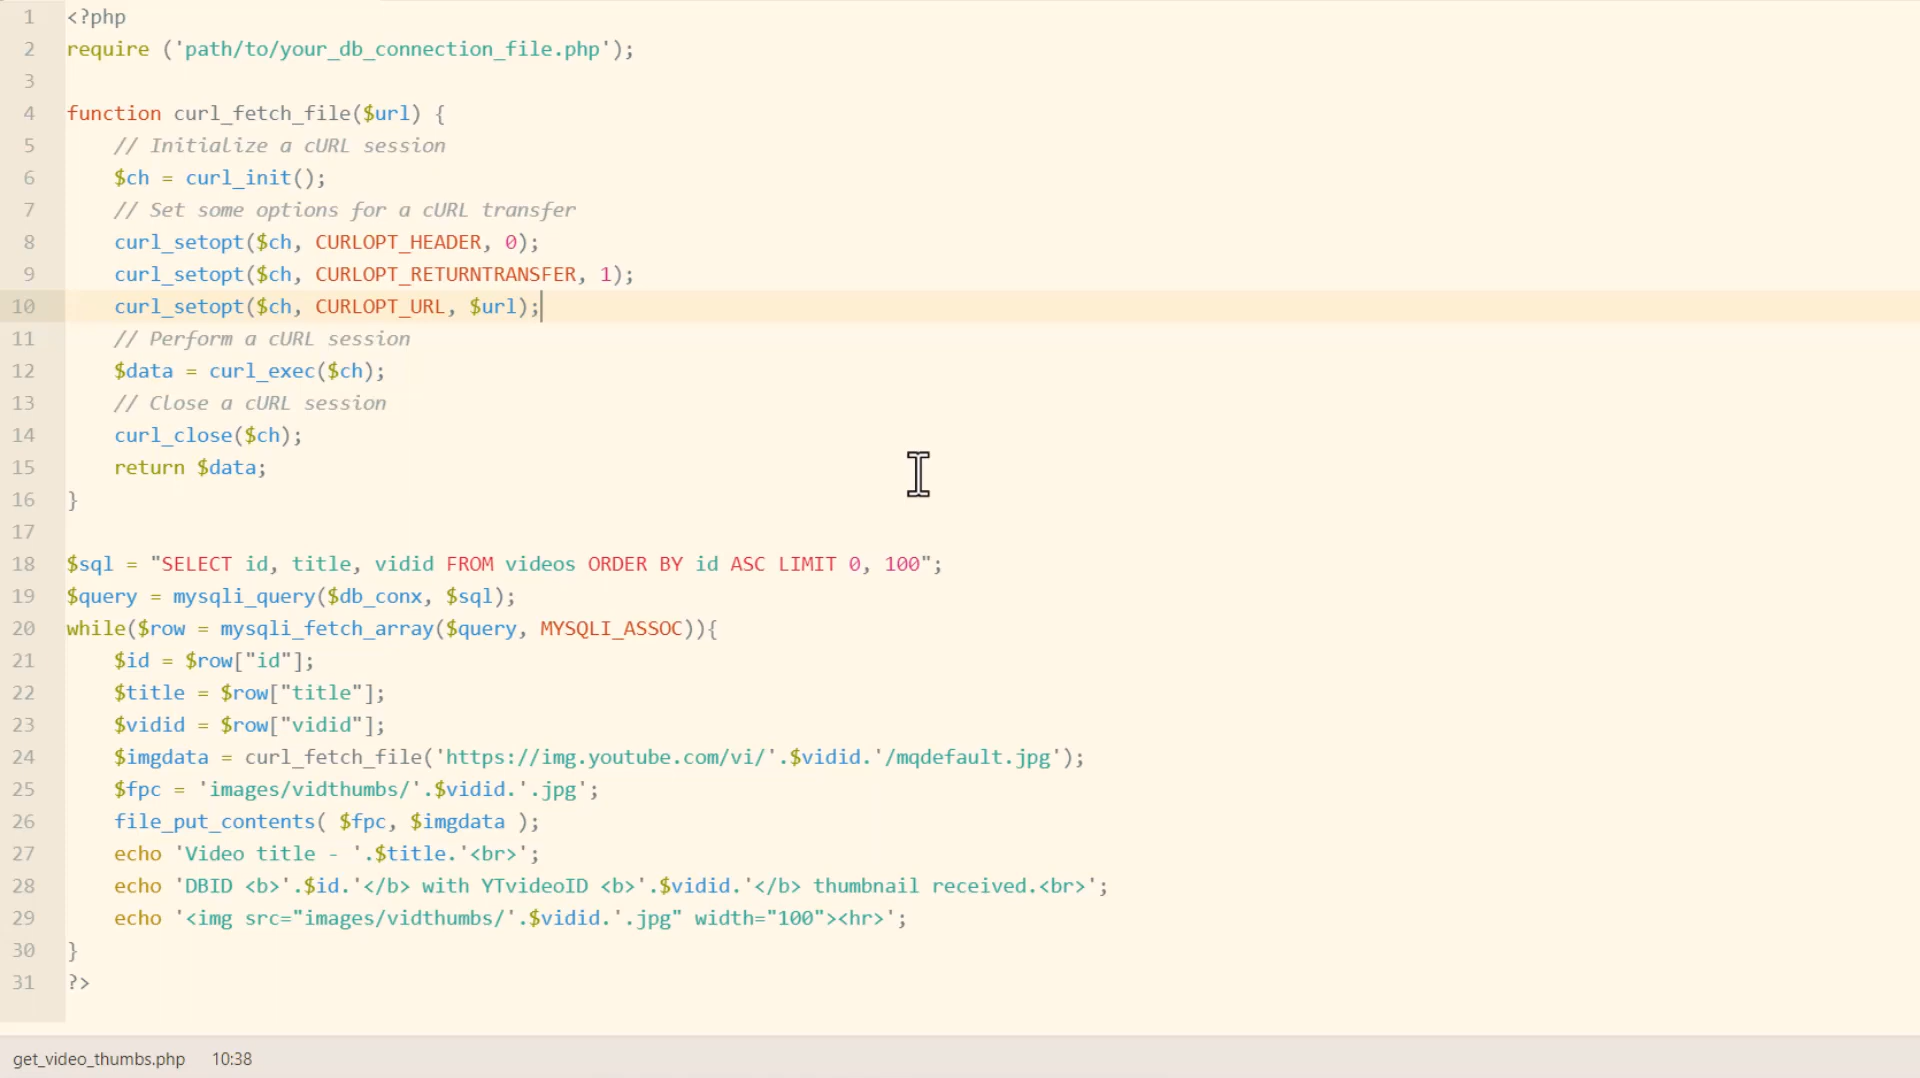 1 <?php
2 require ('path/to/your_db_connection_file.php');
3
4 function curl_fetch_file($url) {
5     // Initialize a cURL session
6     $ch = curl_init();
7     // Set some options for a cURL transfer
8     curl_setopt($ch, CURLOPT_HEADER, 0);
9     curl_setopt($ch, CURLOPT_RETURNTRANSFER, 1);
10     curl_setopt($ch, CURLOPT_URL, $url);
11     // Perform a cURL session
12     $data = curl_exec($ch);
13     // Close a cURL session
14     curl_close($ch);
15     return $data;
16 }
17
18 $sql = "SELECT id, title, vidid FROM videos ORDER BY id ASC LIMIT 0, 100";
19 $query = mysqli_query($db_conx, $sql);
20 while($row = mysqli_fetch_array($query, MYSQLI_ASSOC)){
21     $id = $row["id"];
22     $title = $row["title"];
23     $vidid = $row["vidid"];
24     $imgdata = curl_fetch_file('https://img.youtube.com/vi/'.$vidid.'/mqdefault.jpg');
25     $fpc = 'images/vidthumbs/'.$vidid.'.jpg';
26     file_put_contents( $fpc, $imgdata );
27     echo 'Video title - '.$title.'<br>';
28     echo 'DBID <b>'.$id.'</b> with YTvideoID <b>'.$vidid.'</b> thumbnail received.<br>';
29     echo '<img src="images/vidthumbs/'.$vidid.'.jpg" width="100"><hr>';
30 }
31 ?>
get_video_thumbs.php 10:38